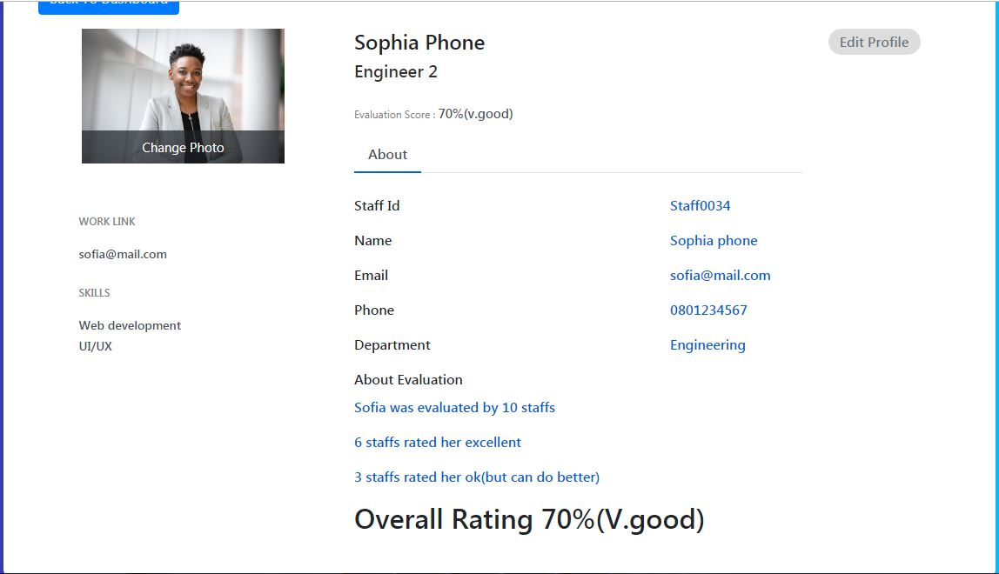 Back To Dashboard
Sophia Phone
Edit Profile
Engineer 2
Evaluation Score : 70%(v.good)
Change Photo
About
WORK LINK
sofia@mail.com
SKILLS
Web development
UI/UX
Staff Id Staff0034
Name Sophia phone
Email sofia@mail.com
Phone 0801234567
Department Engineering
About Evaluation
Sofia was evaluated by 10 staffs
6 staffs rated her excellent
3 staffs rated her ok(but can do better)
Overall Rating 70%(V.good)